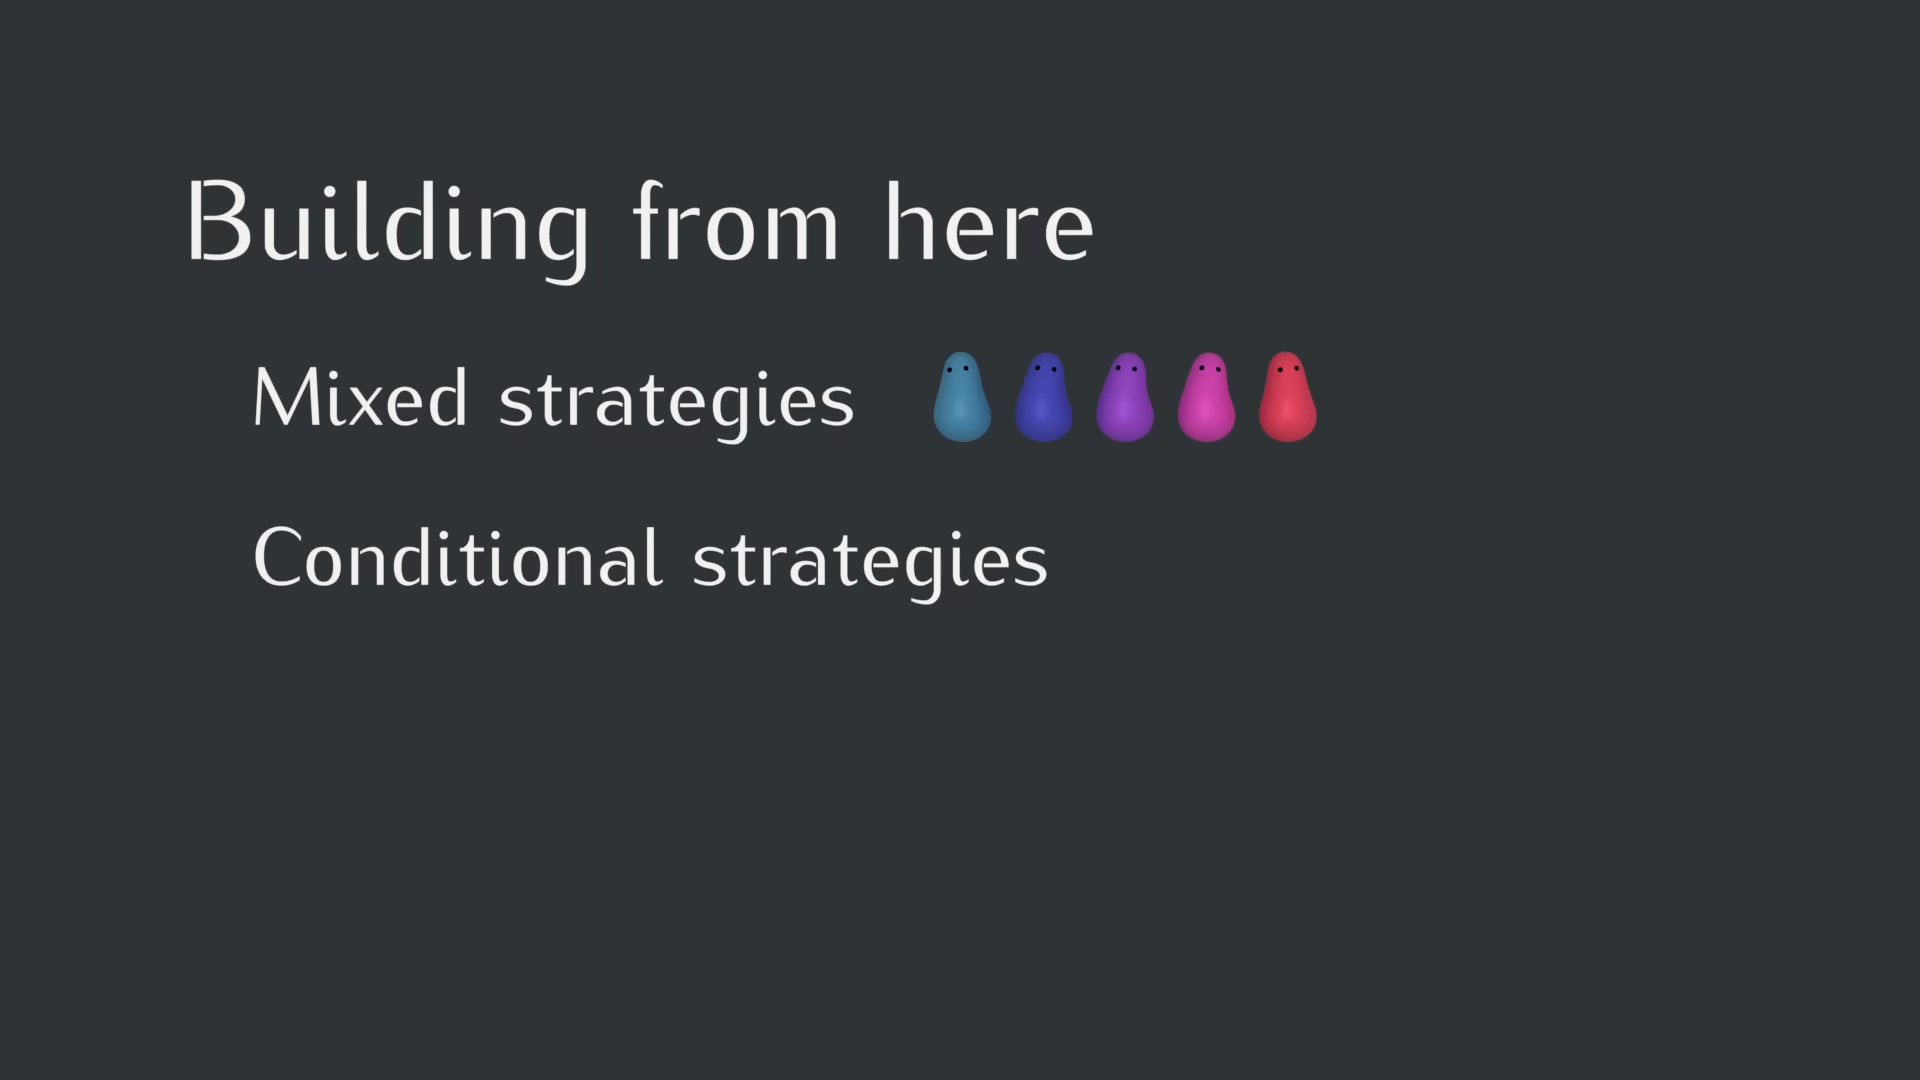 Building from here
Mixed strategies
Conditional strategies